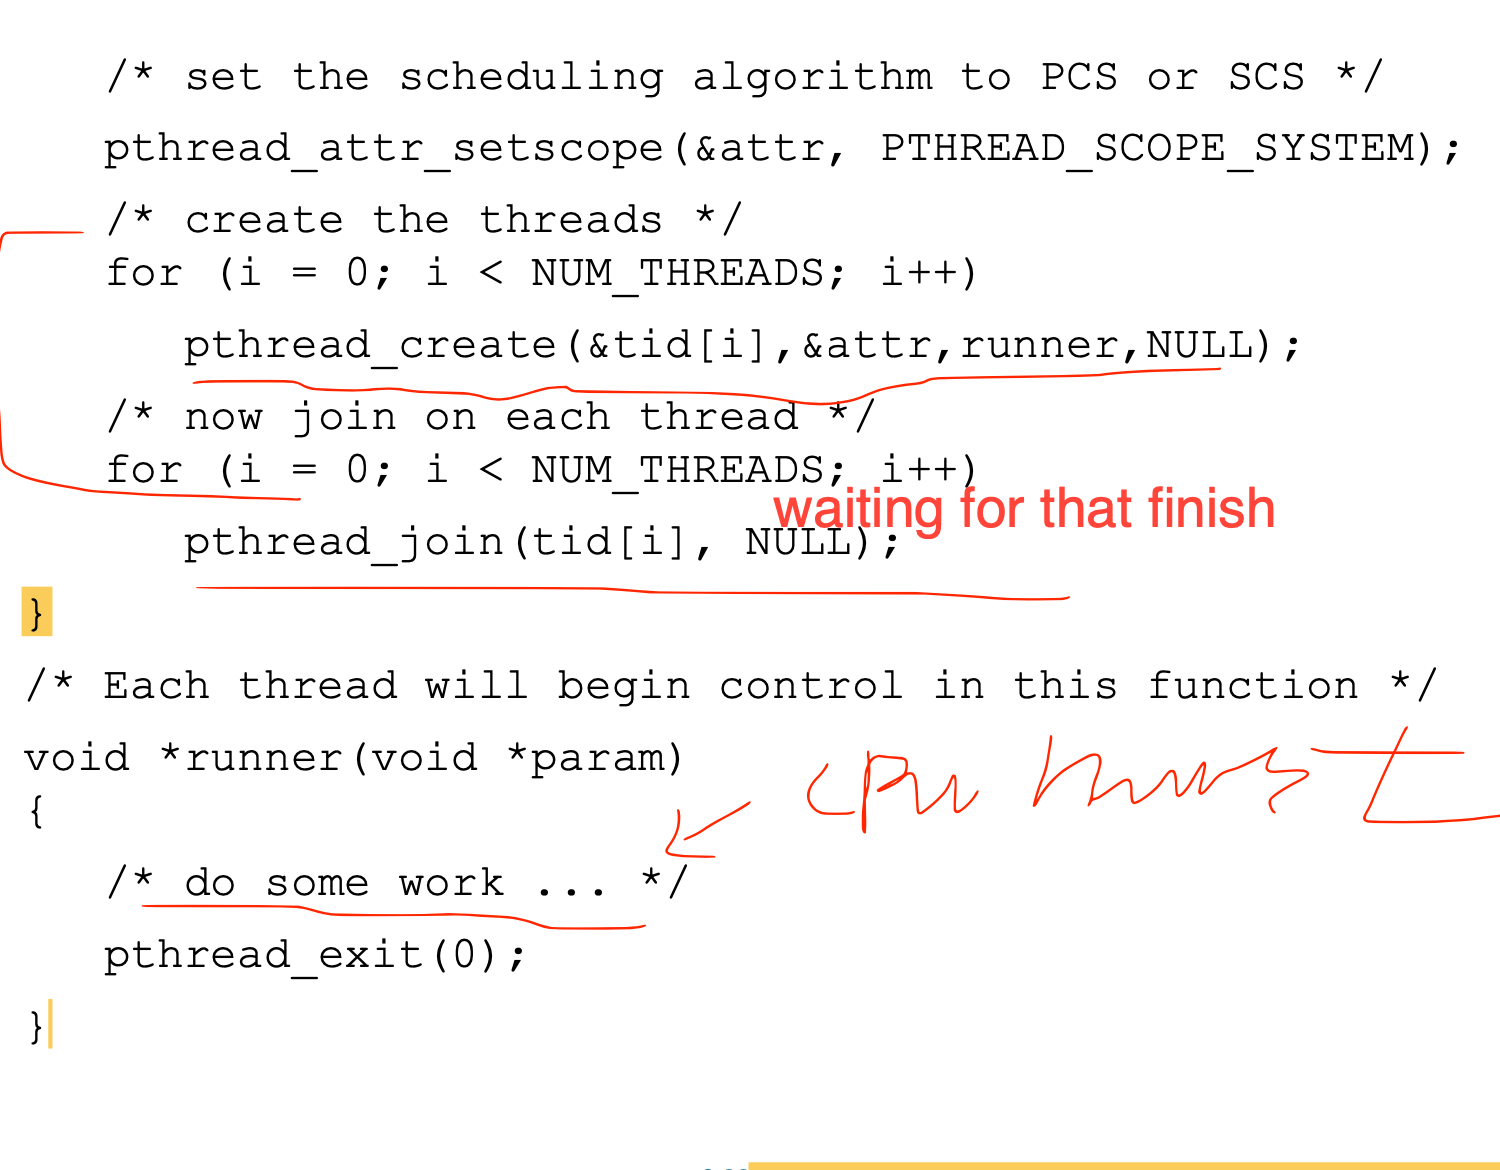 /* set the scheduling algorithm to PCS or SCS */
pthread_attr_setscope(&attr, PTHREAD_SCOPE_SYSTEM);
/* create the threads */
for (i = 0; i < NUM_THREADS; i++)
pthread_create(&tid[i],&attr,runner,NULL);
/* now join on each thread */
for (i = 0; i < NUM_THREADS; i++)
waiting for that finish
pthread_join(tid[i], NULL);
}
/* Each thread will begin control in this function */
void *runner(void *param)
cpu
{
/* do some work ... */
pthread_exit(0);
}